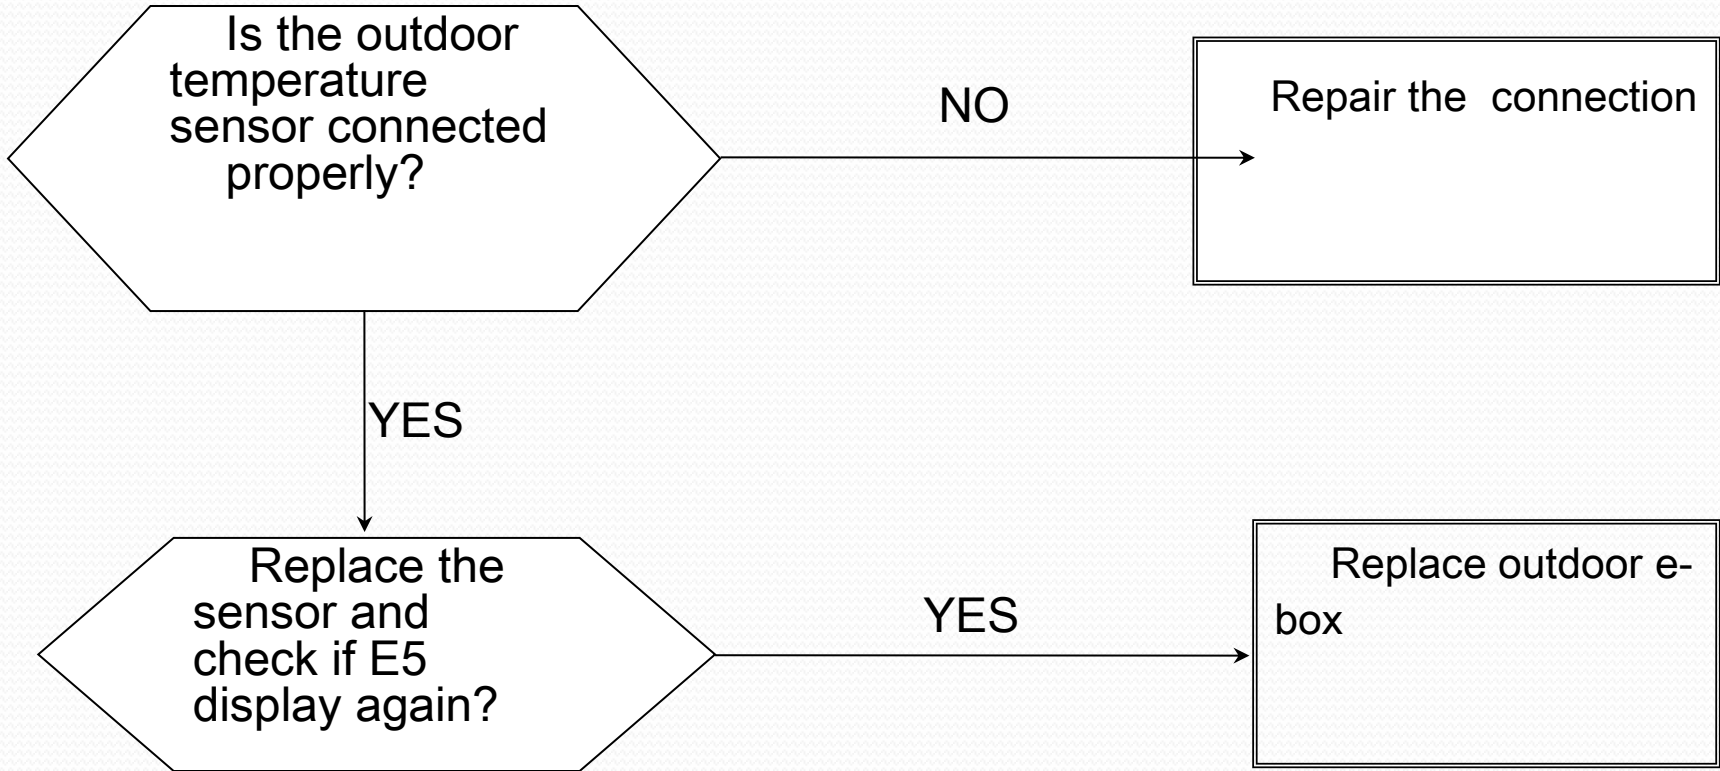 Is the outdoor
temperature
sensor connected
properly?
NO
Repair the connection
YES
Replace the
sensor and
check if E5
display again?
YES
Replace outdoor e-
box